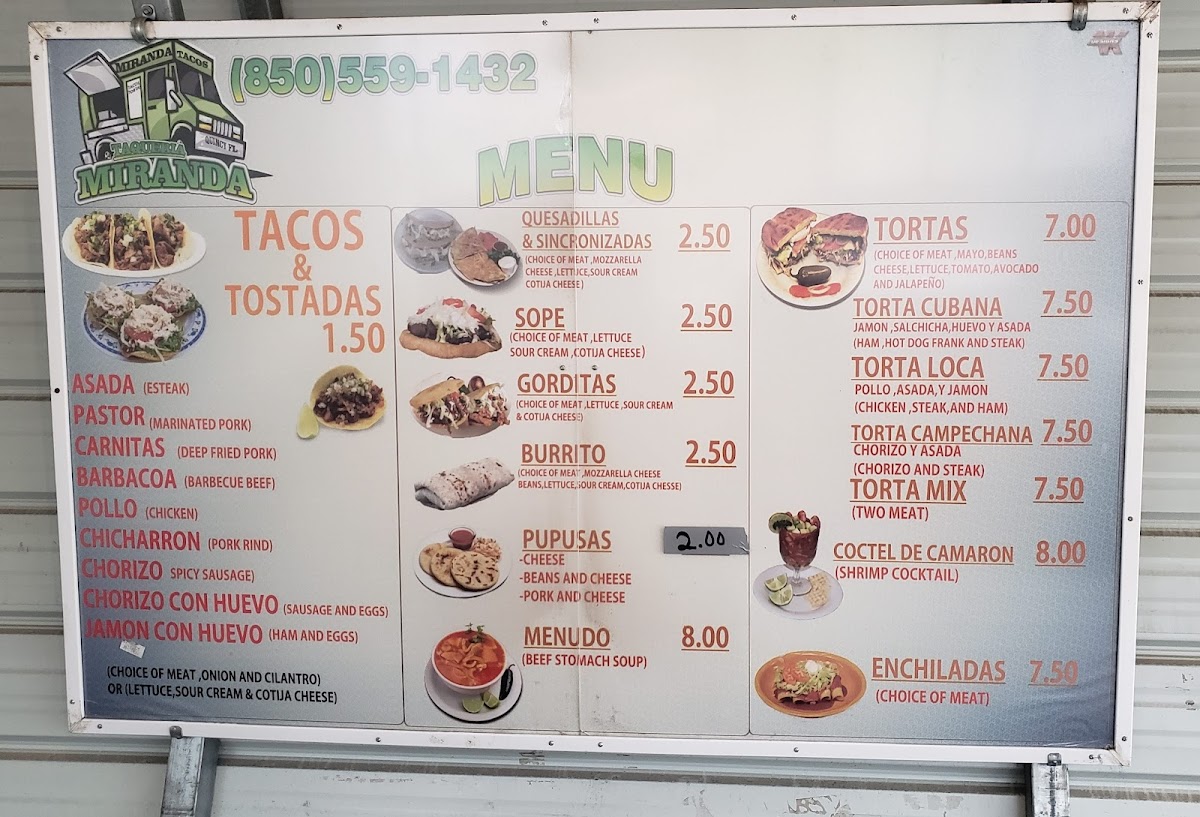 MIRANDA TACOS
QUINCY FL
TAQUERIA
MIRANDA
(850)559-1432
MENU
TACOS
&
TOSTADAS
1.50
ASADA (ESTEAK)
PASTOR (MARINATED PORK)
CARNITAS (DEEP FRIED PORK)
BARBACOA (BARBECUE BEEF)
POLLO (CHICKEN)
CHICHARRON (PORK RIND)
CHORIZO SPICY SAUSAGE)
CHORIZO CON HUEVO (SAUSAGE AND EGGS)
JAMON CON HUEVO (HAM AND EGGS)
(CHOICE OF MEAT ,ONION AND CILANTRO)
OR (LETTUCE,SOUR CREAM & COTIJA CHEESE)
QUESADILLAS
& SINCRONIZADAS 2.50
(CHOICE OF MEAT ,MOZZARELLA
CHEESE ,LETTUCE,SOUR CREAM
COTIJA CHEESE )
SOPE 2.50
(CHOICE OF MEAT ,LETTUCE
SOUR CREAM ,COTIJA CHEESE )
GORDITAS 2.50
(CHOICE OF MEAT ,LETTUCE ,SOUR CREAM
& COTIJA CHEESE)
BURRITO 2.50
(CHOICE OF MEAT ,MOZZARELLA CHEESE
BEANS,LETTUCE,SOUR CREAM,COTIJA CHESSE)
PUPUSAS 2.00
-CHEESE
-BEANS AND CHEESE
-PORK AND CHEESE
MENUDO 8.00
(BEEF STOMACH SOUP)
TORTAS 7.00
(CHOICE OF MEAT ,MAYO,BEANS
CHEESE,LETTUCE,TOMATO,AVOCADO
AND JALAPEÑO)
TORTA CUBANA 7.50
JAMON ,SALCHICHA,HUEVO Y ASADA
(HAM ,HOT DOG FRANK AND STEAK)
TORTA LOCA 7.50
POLLO ,ASADA,Y JAMON
(CHICKEN ,STEAK,AND HAM)
TORTA CAMPECHANA 7.50
CHORIZO Y ASADA
(CHORIZO AND STEAK)
TORTA MIX 7.50
(TWO MEAT)
COCTEL DE CAMARON 8.00
(SHRIMP COCKTAIL)
ENCHILADAS 7.50
(CHOICE OF MEAT)